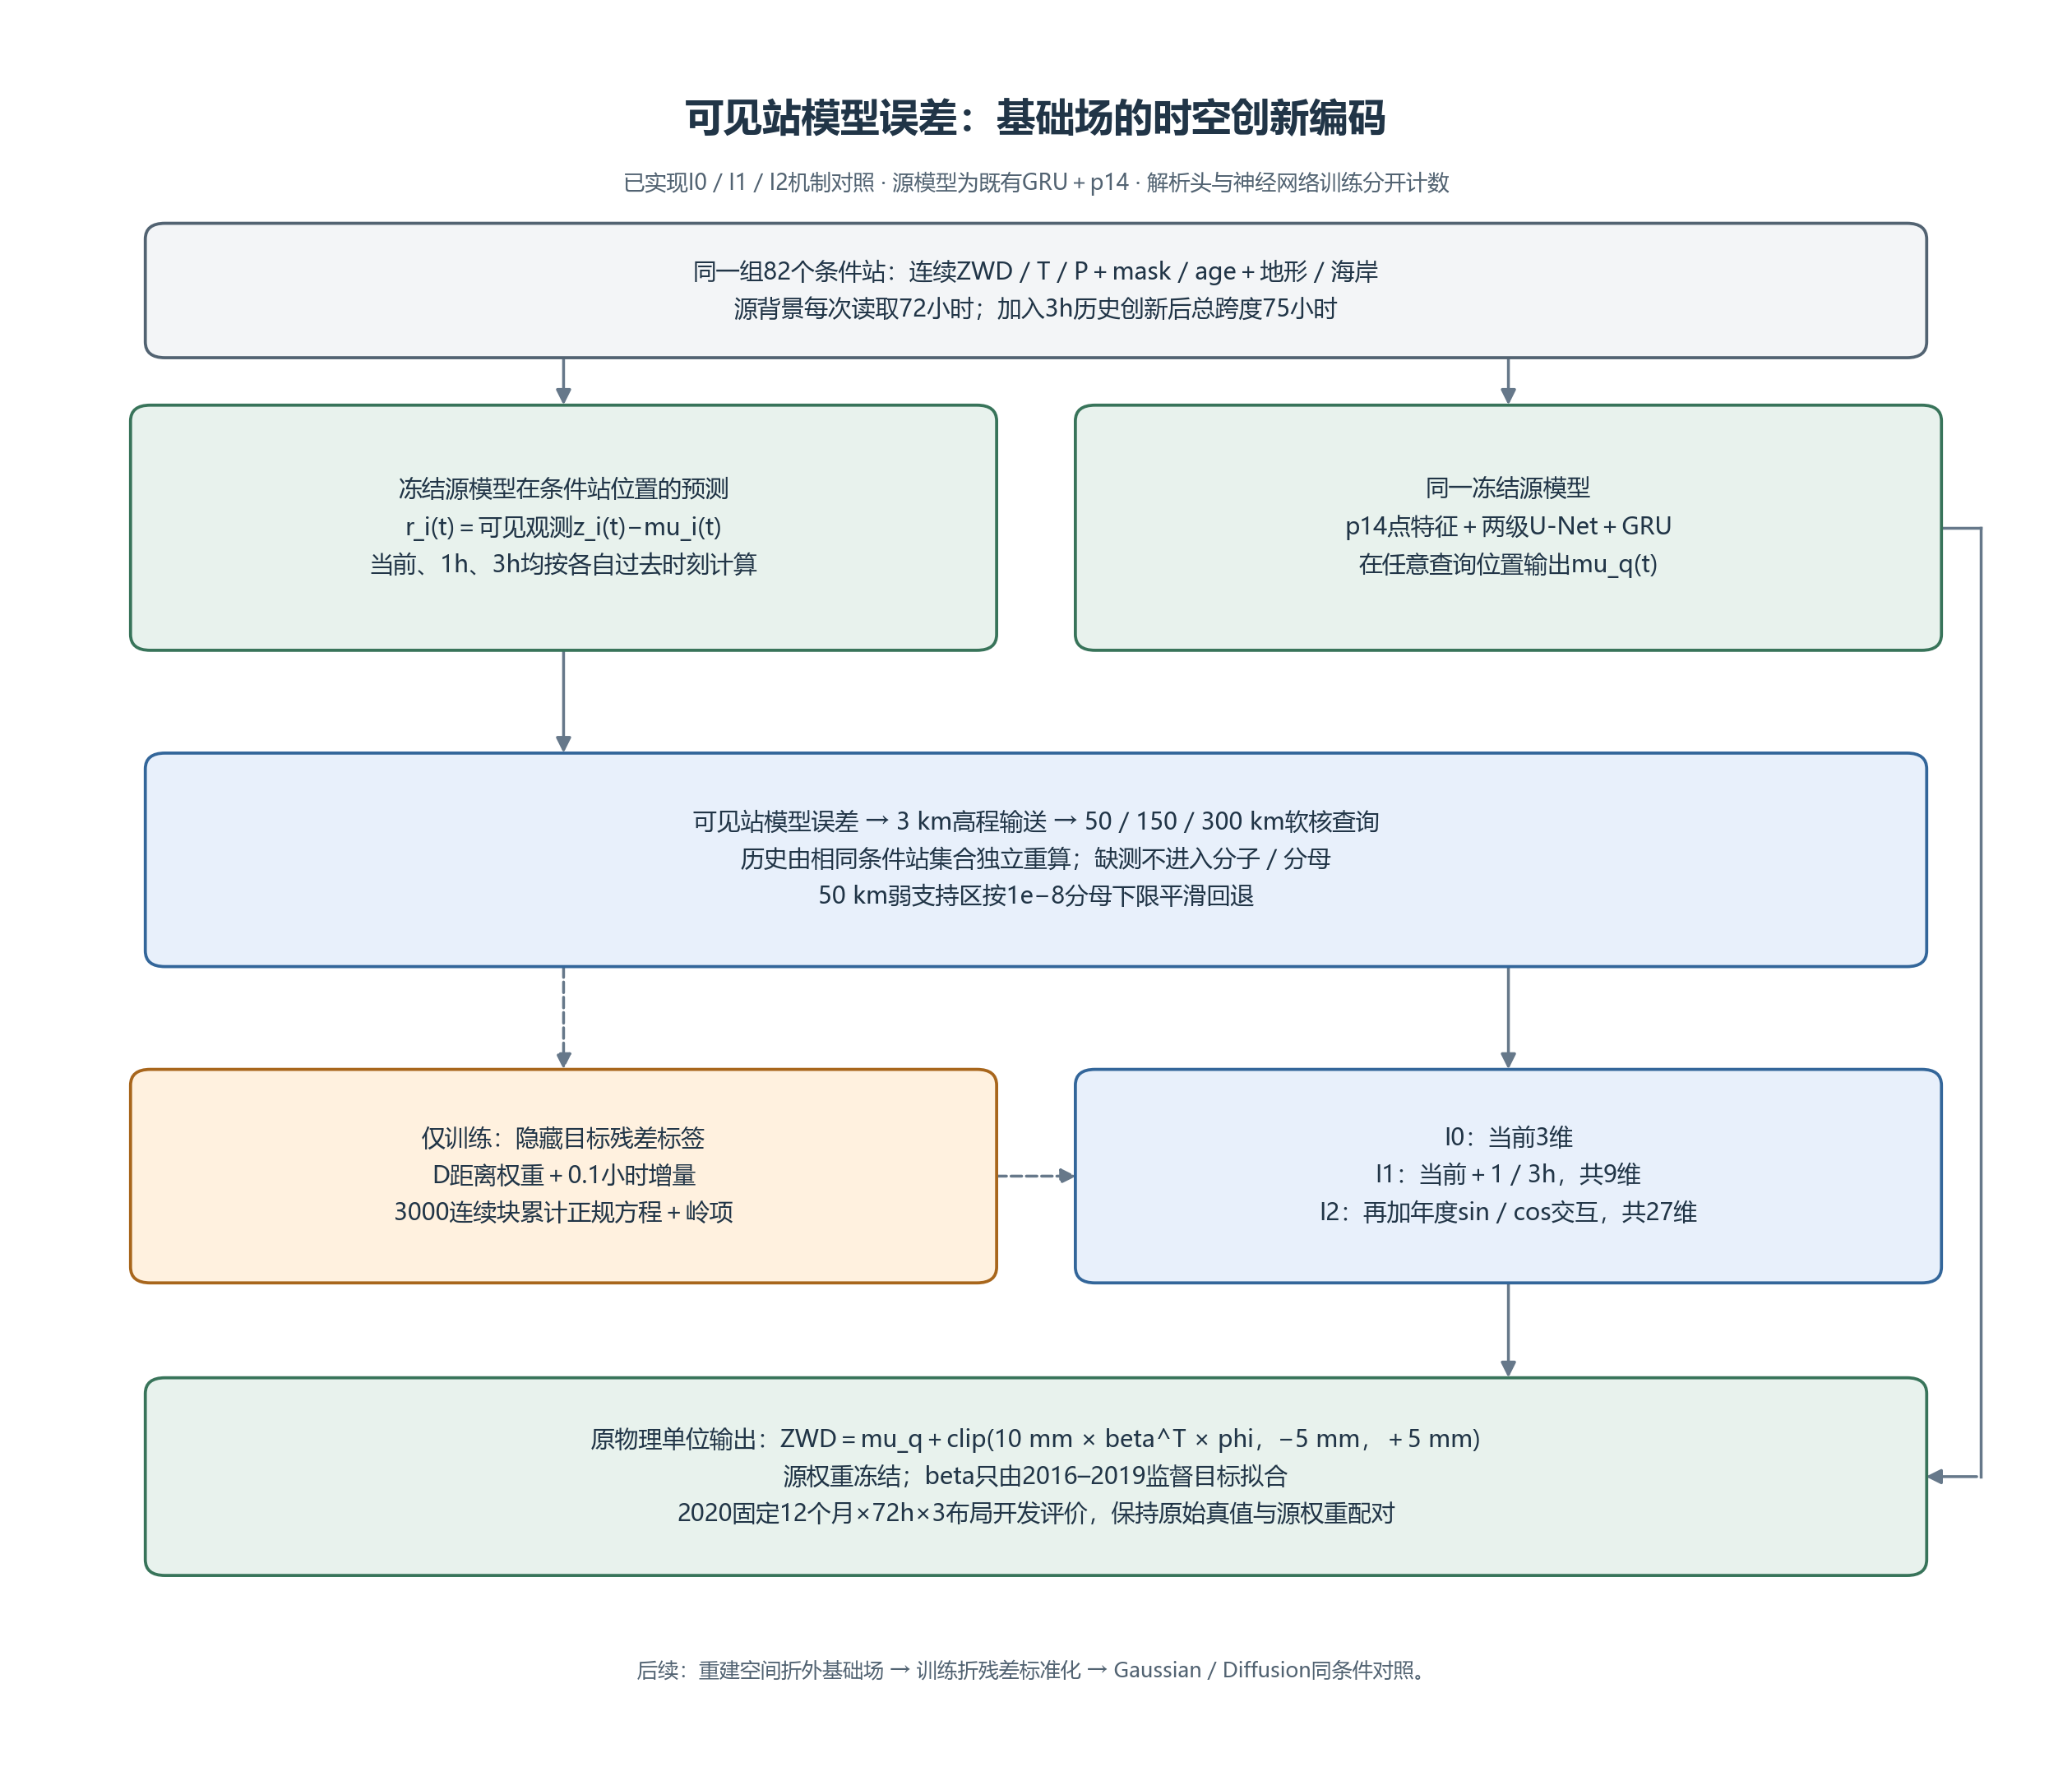 可见站模型误差：基础场的时空创新编码
已实现I0 / I1 / I2机制对照 · 源模型为既有GRU + p14 · 解析头与神经网络训练分开计数
同一组82个条件站：连续ZWD / T / P + mask / age + 地形 / 海岸
源背景每次读取72小时；加入3h历史创新后总跨度75小时
冻结源模型在条件站位置的预测
r_i(t) = 可见观测z_i(t)−mu_i(t)
当前、1h、3h均按各自过去时刻计算
同一冻结源模型
p14点特征 + 两级U-Net + GRU
在任意查询位置输出mu_q(t)
可见站模型误差 → 3 km高程输送 → 50 / 150 / 300 km软核查询
历史由相同条件站集合独立重算；缺测不进入分子 / 分母
50 km弱支持区按1e−8分母下限平滑回退
仅训练：隐藏目标残差标签
D距离权重 + 0.1小时增量
3000连续块累计正规方程 + 岭项
I0：当前3维
I1：当前 + 1 / 3h，共9维
I2：再加年度sin / cos交互，共27维
原物理单位输出：ZWD = mu_q + clip(10 mm × beta^T × phi，−5 mm，+5 mm)
源权重冻结；beta只由2016–2019监督目标拟合
2020固定12个月×72h×3布局开发评价，保持原始真值与源权重配对
后续：重建空间折外基础场 → 训练折残差标准化 → Gaussian / Diffusion同条件对照。